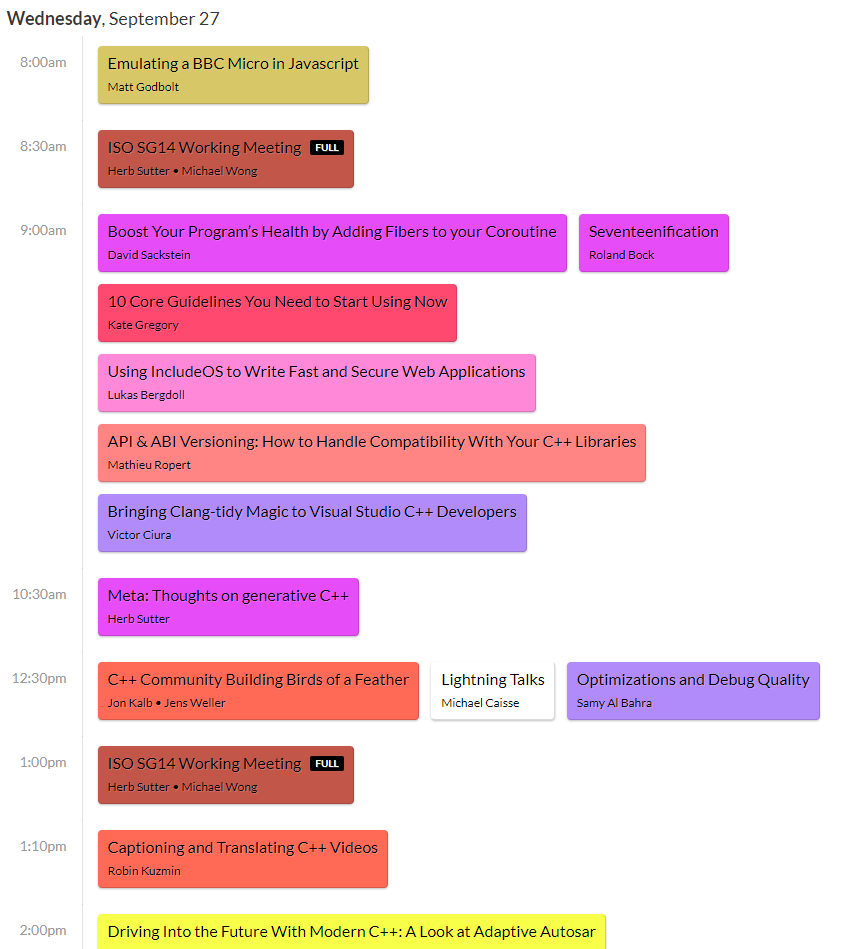 Wednesday, September 27
8:00am
Emulating a BBC Micro in Javascript
Matt Godbolt
8:30am
ISO SG14 Working Meeting FULL
Herb Sutter • Michael Wong
9:00am
Boost Your Program’s Health by Adding Fibers to your Coroutine
David Sackstein
Seventeenification
Roland Bock
10 Core Guidelines You Need to Start Using Now
Kate Gregory
Using IncludeOS to Write Fast and Secure Web Applications
Lukas Bergdoll
API & ABI Versioning: How to Handle Compatibility With Your C++ Libraries
Mathieu Ropert
Bringing Clang-tidy Magic to Visual Studio C++ Developers
Victor Ciura
10:30am
Meta: Thoughts on generative C++
Herb Sutter
12:30pm
C++ Community Building Birds of a Feather
Jon Kalb • Jens Weller
Lightning Talks
Michael Caisse
Optimizations and Debug Quality
Samy Al Bahra
1:00pm
ISO SG14 Working Meeting FULL
Herb Sutter • Michael Wong
1:10pm
Captioning and Translating C++ Videos
Robin Kuzmin
2:00pm
Driving Into the Future With Modern C++: A Look at Adaptive Autosar